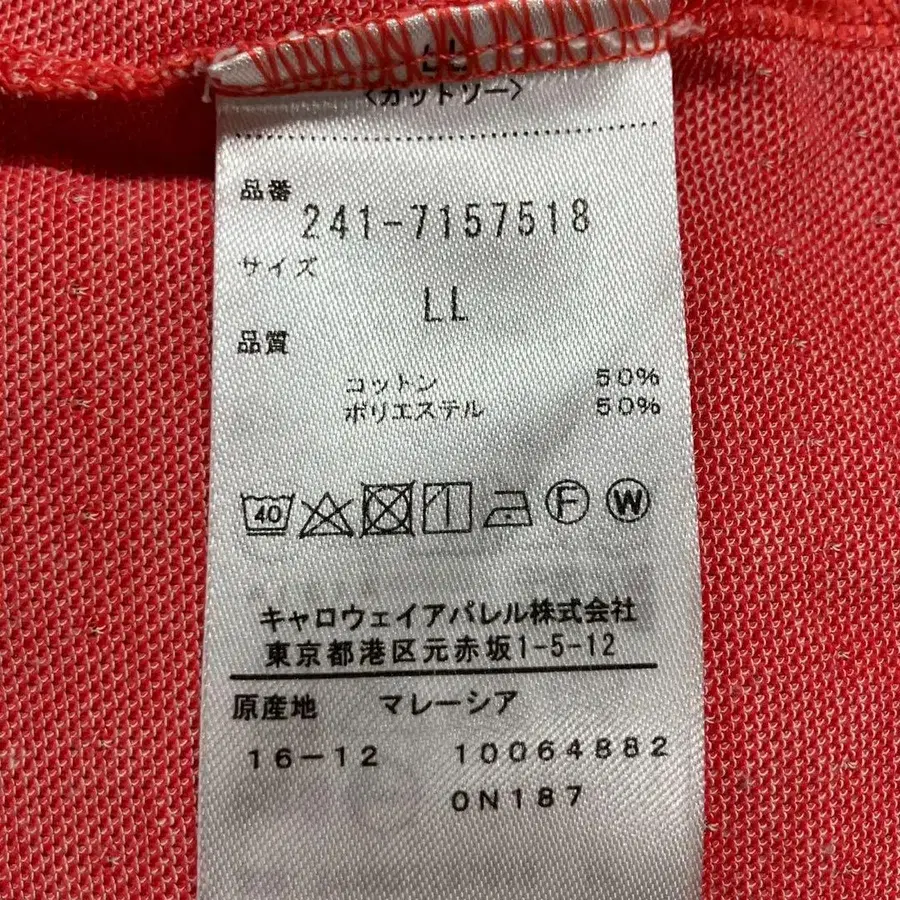 LL
〈カットソー〉
品番
241-7157518
サイズ
LL
品質
コットン 50%
ポリエステル 50%
40 F W
キャロウェイアパレル株式会社
東京都港区元赤坂1-5-12
原産地 マレーシア
16-12 10064882
0N187